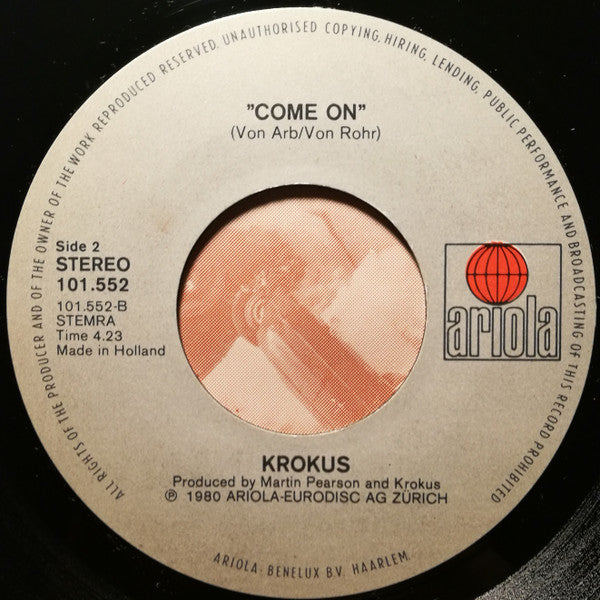 ALL RIGHTS OF THE PRODUCER AND OF THE OWNER OF THE WORK REPRODUCED RESERVED. UNAUTHORISED COPYING, HIRING, LENDING, PUBLIC PERFORMANCE AND BROADCASTING OF THIS RECORD PROHIBITED
"COME ON"
(Von Arb/Von Rohr)
Side 2
STEREO
101.552
101.552-B
STEMRA
Time 4.23
Made in Holland
ariola
KROKUS
Produced by Martin Pearson and Krokus
℗ 1980 ARIOLA-EURODISC AG ZÜRICH
ARIOLA - BENELUX B.V. HAARLEM.